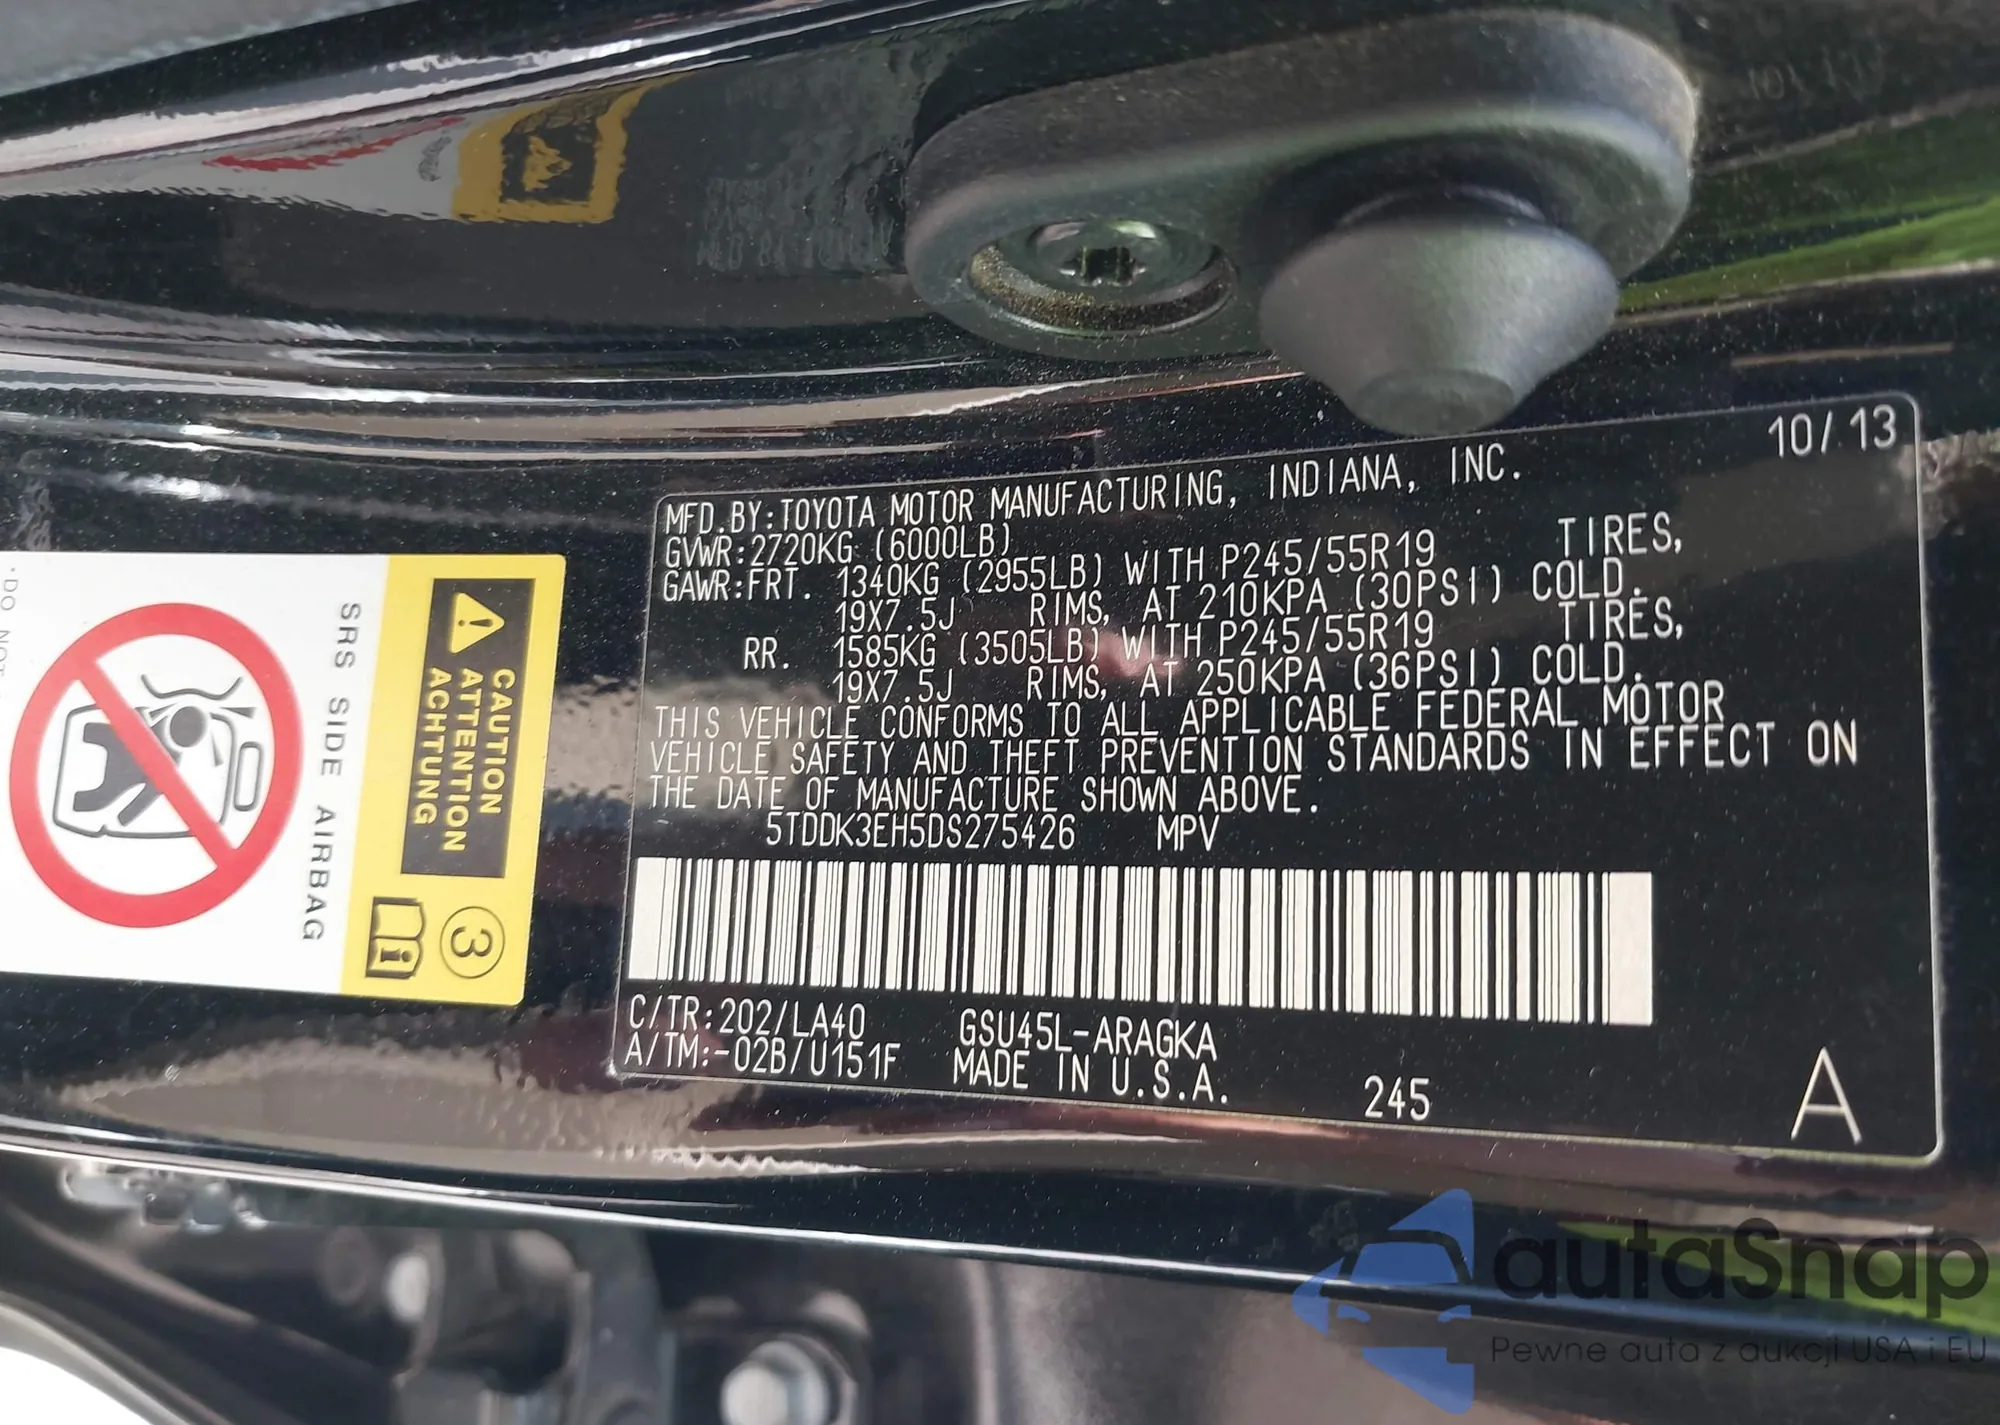 10/13
MFD.BY:TOYOTA MOTOR MANUFACTURING, INDIANA, INC.
GVWR:2720KG (6000LB)
GAWR:FRT. 1340KG (2955LB) WITH P245/55R19 TIRES,
19X7.5J RIMS, AT 210KPA (30PSI) COLD.
RR. 1585KG (3505LB) WITH P245/55R19 TIRES,
19X7.5J RIMS, AT 250KPA (36PSI) COLD.
THIS VEHICLE CONFORMS TO ALL APPLICABLE FEDERAL MOTOR
VEHICLE SAFETY AND THEFT PREVENTION STANDARDS IN EFFECT ON
THE DATE OF MANUFACTURE SHOWN ABOVE.
5TDDK3EH5DS275426 MPV
C/TR:202/LA40 GSU45L-ARAGKA
A/TM:-02B/U151F MADE IN U.S.A. 245 A
CAUTION
ATTENTION
ACHTUNG
3
i
SRS SIDE AIRBAG
DO NOT
autaSnap
Pewne auta z aukcji USA i EU